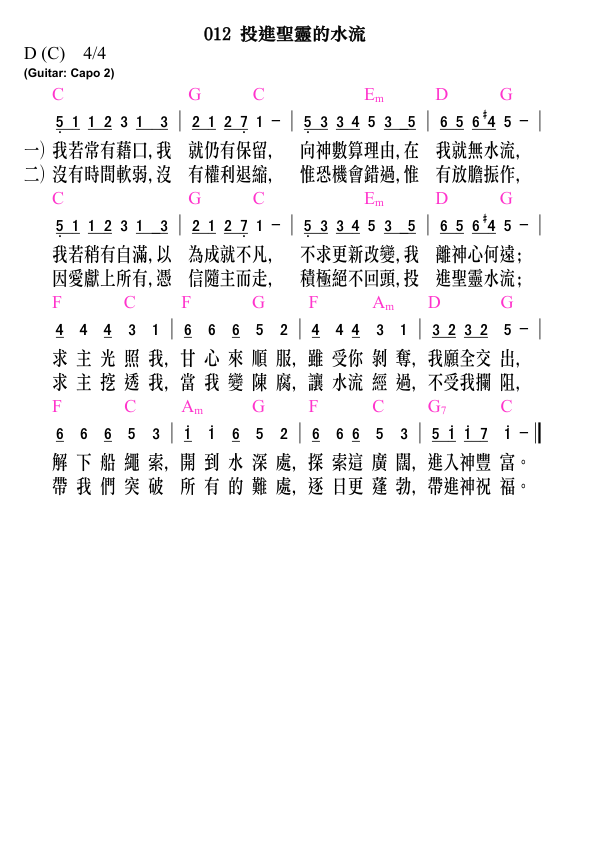 012 投進聖靈的水流
D (C) 4/4
(Guitar: Capo 2)
C G C Em D G
5 1 1 2 3 1 3 | 2 1 2 7 1 – | 5 3 3 4 5 3 5 | 6 5 6 #4 5 – |
一) 我若常有藉口, 我 就仍有保留, 向神數算理由, 在 我就無水流,
二) 沒有時間軟弱, 沒 有權利退縮, 惟恐機會錯過, 惟 有放膽振作,
C G C Em D G
5 1 1 2 3 1 3 | 2 1 2 7 1 – | 5 3 3 4 5 3 5 | 6 5 6 #4 5 – |
我若稍有自滿, 以 為成就不凡, 不求更新改變, 我 離神心何遠;
因愛獻上所有, 憑 信隨主而走, 積極絕不回頭, 投 進聖靈水流;
F C F G F Am D G
4 4 4 3 1 | 6 6 6 5 2 | 4 4 4 3 1 | 3 2 3 2 5 – |
求 主 光 照 我, 甘 心 來 順 服, 雖 受 你 剝 奪, 我 願 全 交 出,
求 主 挖 透 我, 當 我 變 陳 腐, 讓 水 流 經 過, 不 受 我 攔 阻,
F C Am G F C G7 C
6 6 6 5 3 | 1 1 6 5 2 | 6 6 6 5 3 | 5 1 1 7 1 – ‖
解 下 船 繩 索, 開 到 水 深 處, 探 索 這 廣 闊, 進入神豐 富。
帶 我 們 突 破 所 有 的 難 處, 逐 日 更 蓬 勃, 帶進神祝 福。